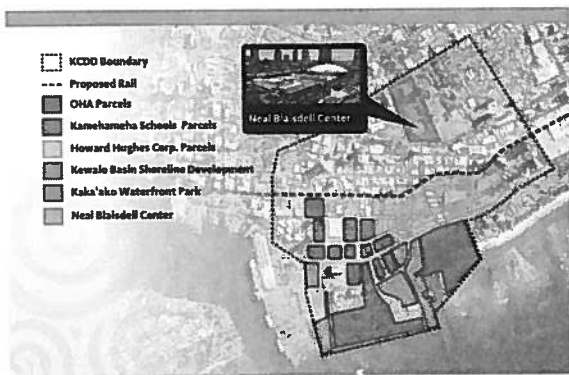 KCDD Boundary
Proposed Rail
OHA Parcels
Kamehameha Schools Parcels
Howard Hughes Corp. Parcels
Kewalo Basin Shoreline Development
Kaka'ako Waterfront Park
Neal Blaisdell Center
Neal Blaisdell Center